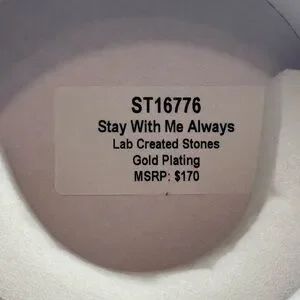 ST16776
Stay With Me Always
Lab Created Stones
Gold Plating
MSRP: $170